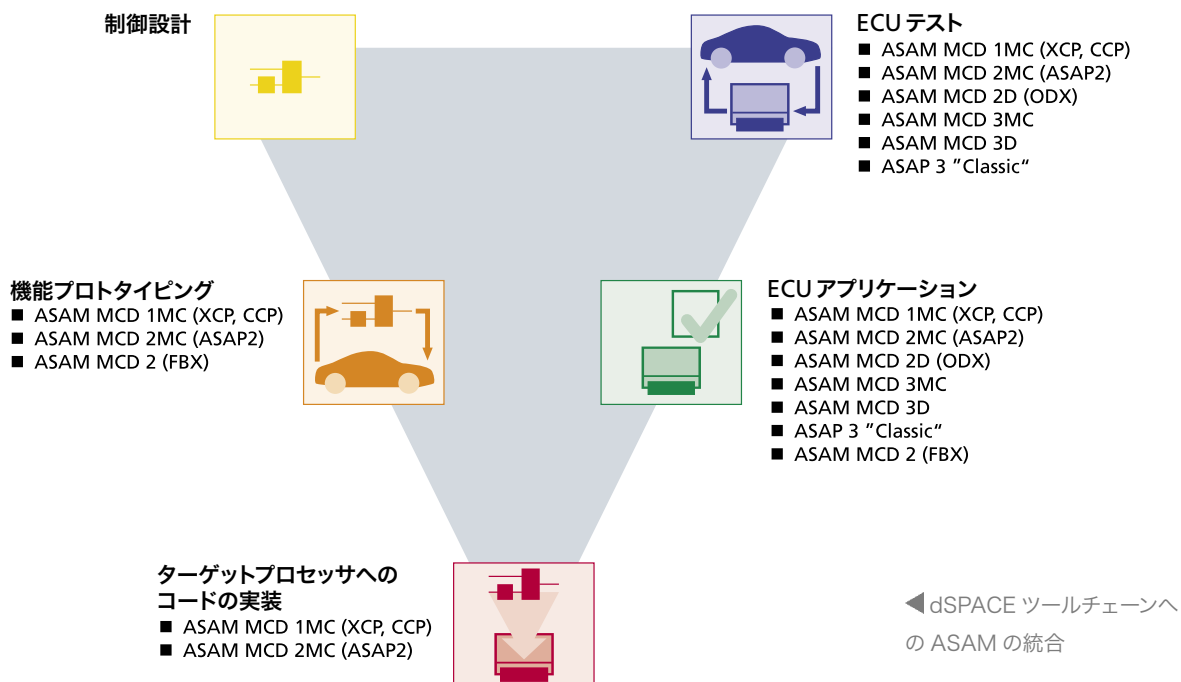 制御設計
ECU テスト
■ ASAM MCD 1MC (XCP, CCP)
■ ASAM MCD 2MC (ASAP2)
■ ASAM MCD 2D (ODX)
■ ASAM MCD 3MC
■ ASAM MCD 3D
■ ASAP 3 ”Classic“
機能プロトタイピング
■ ASAM MCD 1MC (XCP, CCP)
■ ASAM MCD 2MC (ASAP2)
■ ASAM MCD 2 (FBX)
ECU アプリケーション
■ ASAM MCD 1MC (XCP, CCP)
■ ASAM MCD 2MC (ASAP2)
■ ASAM MCD 2D (ODX)
■ ASAM MCD 3MC
■ ASAM MCD 3D
■ ASAP 3 ”Classic“
■ ASAM MCD 2 (FBX)
ターゲットプロセッサへの
コードの実装
■ ASAM MCD 1MC (XCP, CCP)
■ ASAM MCD 2MC (ASAP2)
◀ dSPACE ツールチェーンへ
の ASAM の統合